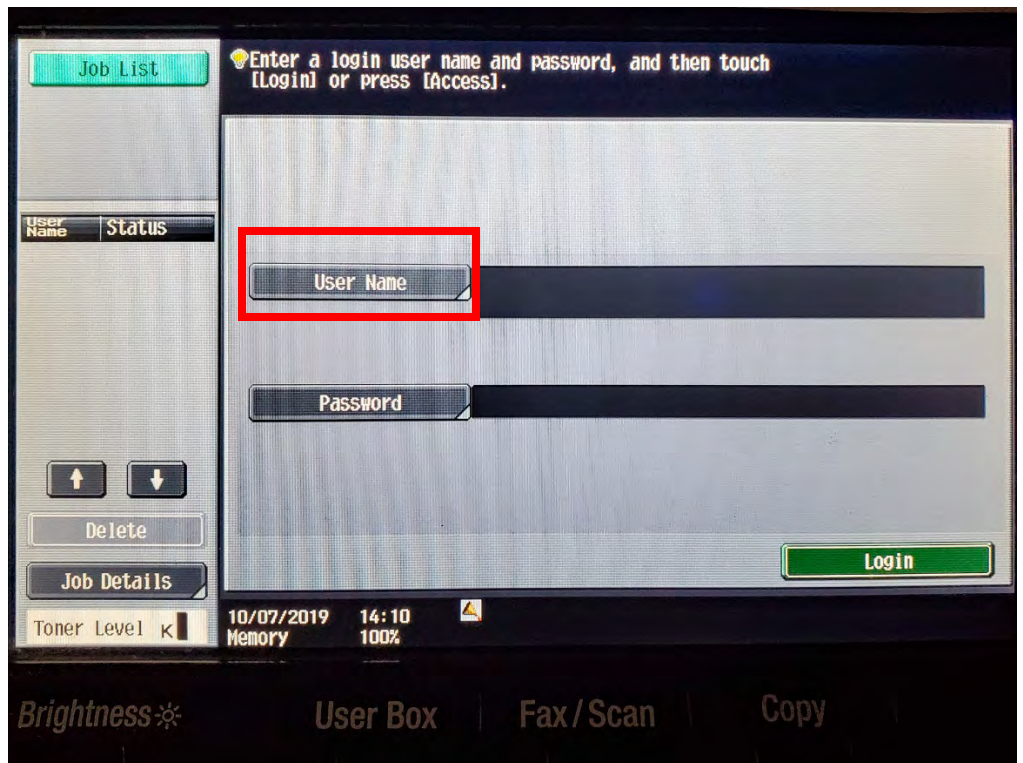 Job List
Enter a login user name and password, and then touch
[Login] or press [Access].
User Name
Status
User Name
Password
Delete
Job Details
Login
Toner Level K
10/07/2019 14:10
Memory 100%
Brightness User Box Fax/Scan Copy